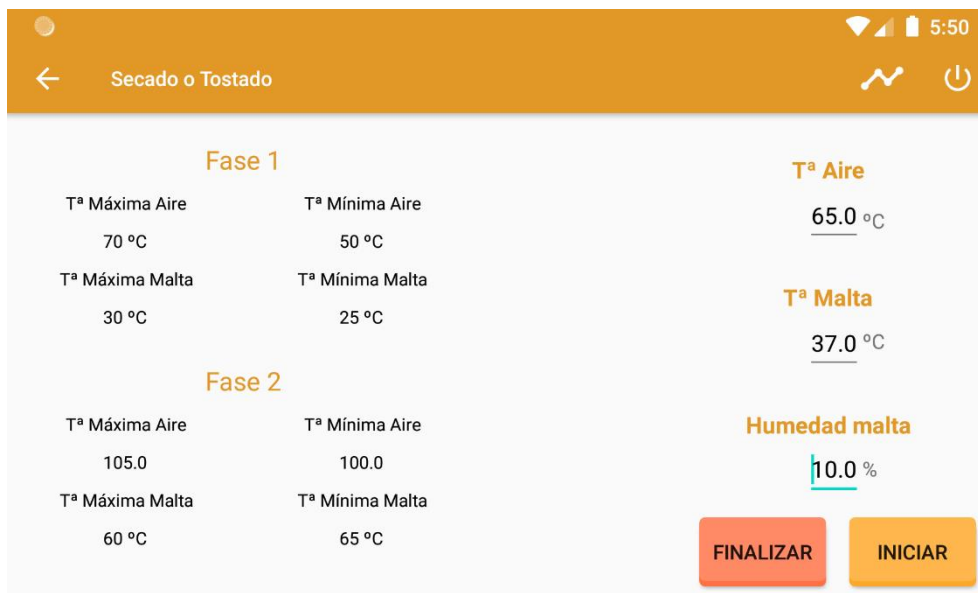 5:50
Secado o Tostado
Fase 1
Tª Máxima Aire Tª Mínima Aire
70 ºC 50 ºC
Tª Máxima Malta Tª Mínima Malta
30 ºC 25 ºC
Fase 2
Tª Máxima Aire Tª Mínima Aire
105.0 100.0
Tª Máxima Malta Tª Mínima Malta
60 ºC 65 ºC
Tª Aire
65.0 ºC
Tª Malta
37.0 ºC
Humedad malta
10.0 %
FINALIZAR INICIAR